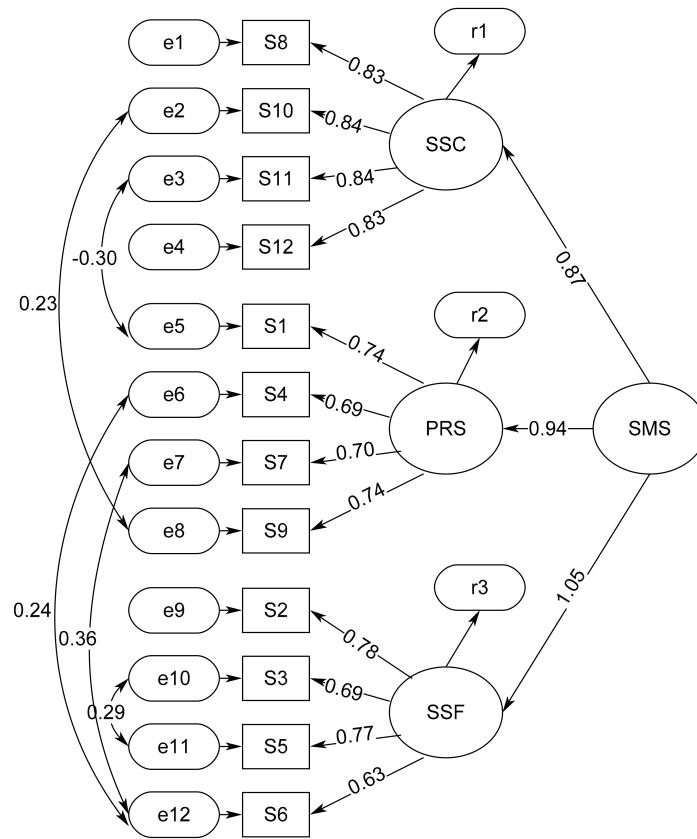 r1
e1 S8
0.83
e2 S10
0.84
SSC
e3 S11
0.84
e4 S12
0.83
-0.30
0.87
0.23
r2
e5 S1
0.74
e6 S4
0.69
PRS
0.94
SMS
e7 S7
0.70
e8 S9
0.74
r3
e9 S2
0.24
0.78
1.05
0.36
e10 S3
0.69
0.29
SSF
e11 S5
0.77
e12 S6
0.63